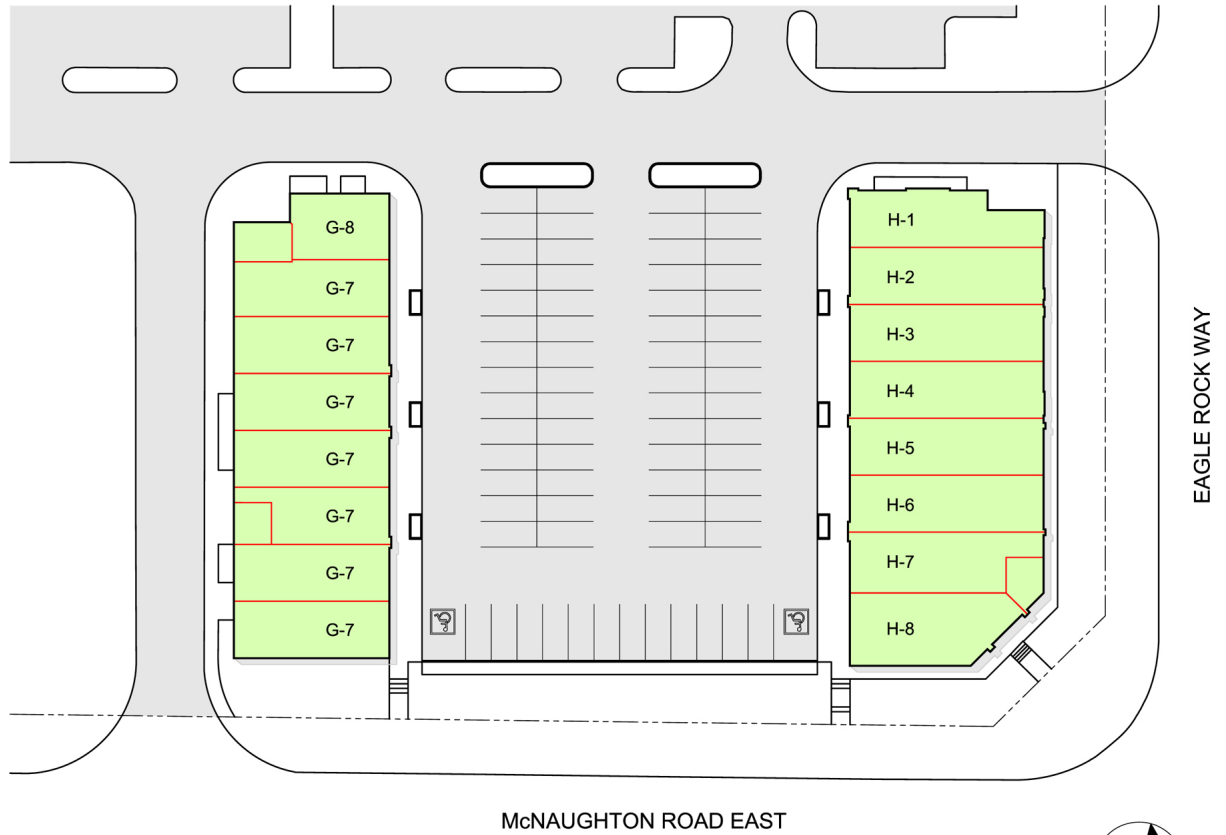 G-8
G-7
G-7
G-7
G-7
G-7
G-7
G-7
H-1
H-2
H-3
H-4
H-5
H-6
H-7
H-8
EAGLE ROCK WAY
McNAUGHTON ROAD EAST